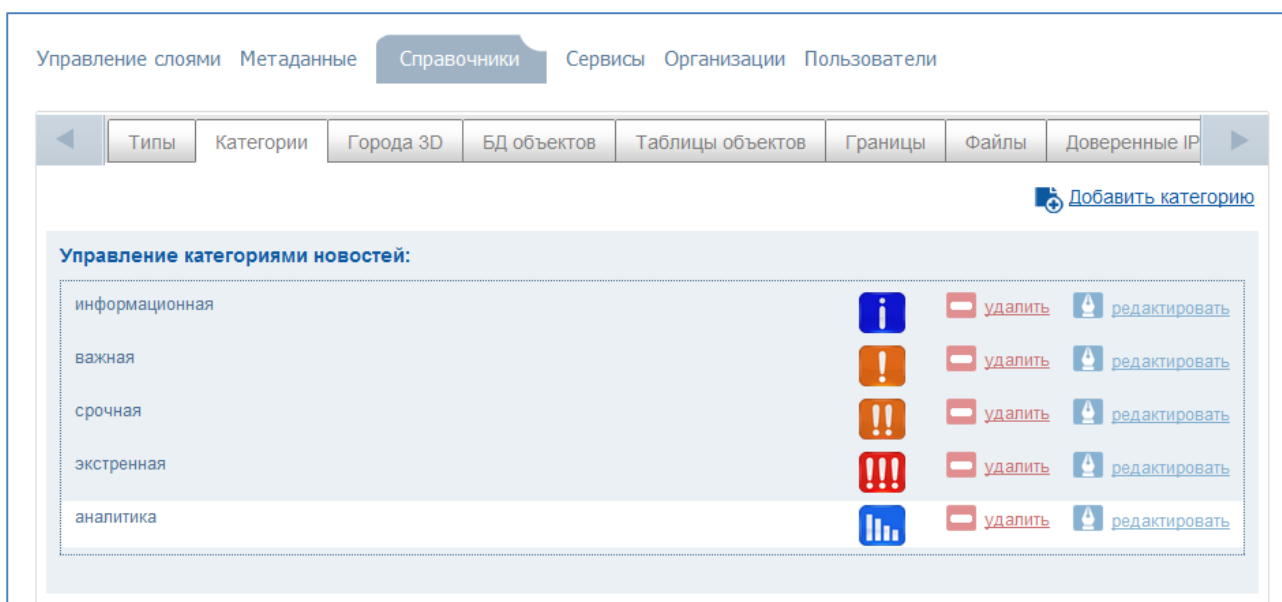 Управление слоями Метаданные Справочники Сервисы Организации Пользователи
Типы Категории Города 3D БД объектов Таблицы объектов Границы Файлы Доверенные IP
Добавить категорию
Управление категориями новостей:
информационная удалить редактировать
важная удалить редактировать
срочная удалить редактировать
экстренная удалить редактировать
аналитика удалить редактировать